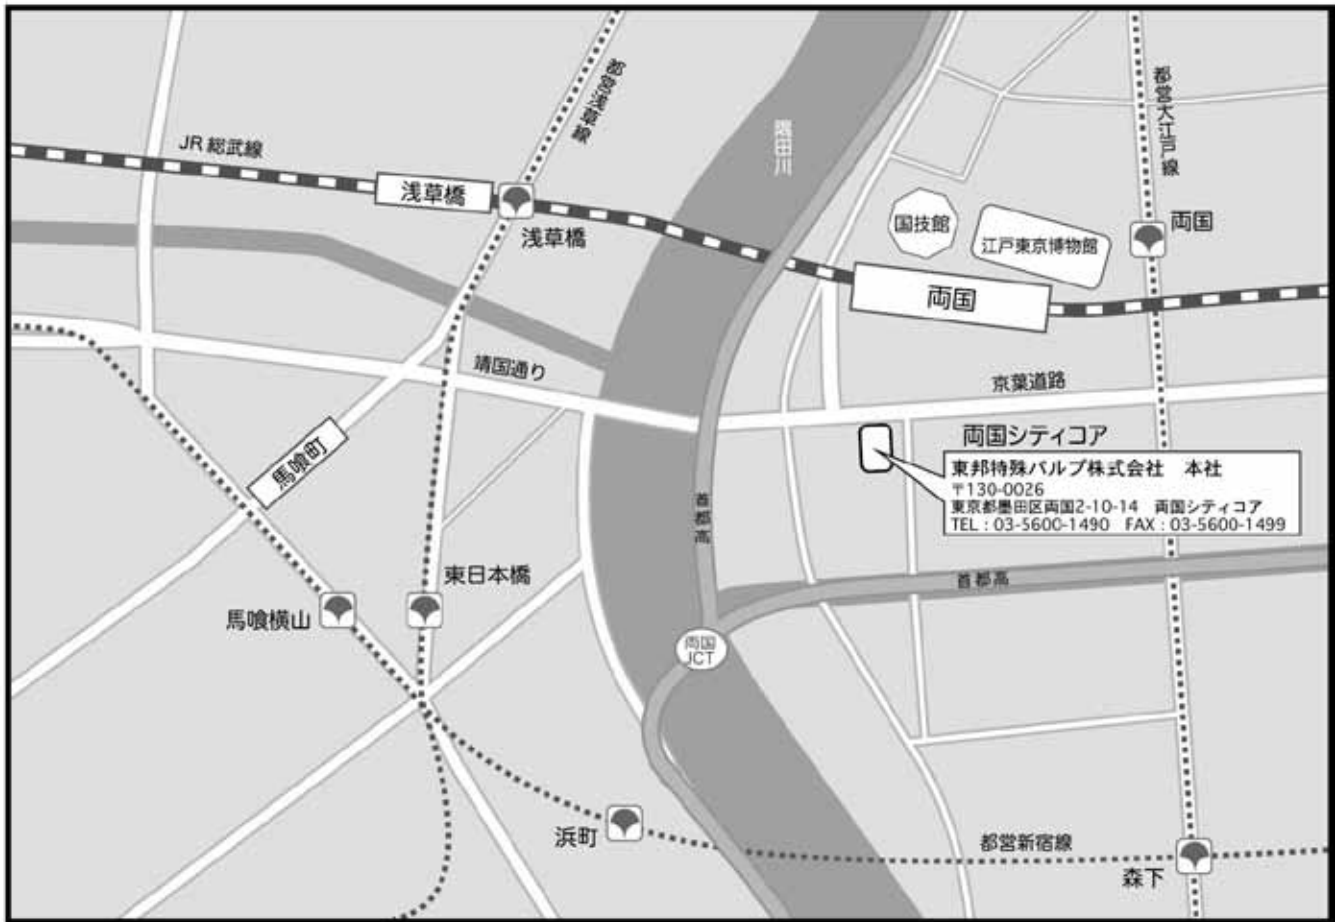 都営浅草線
隅田川
都営大江戸線
JR総武線
浅草橋
浅草橋
国技館
江戸東京博物館
両国
両国
靖国通り
京葉道路
馬喰町
両国シティコア
東邦特殊バルブ株式会社　本社
〒130-0026
東京都墨田区両国2-10-14　両国シティコア
TEL：03-5600-1490　FAX：03-5600-1499
首都高
首都高
東日本橋
馬喰横山
両国
JCT
浜町
都営新宿線
森下